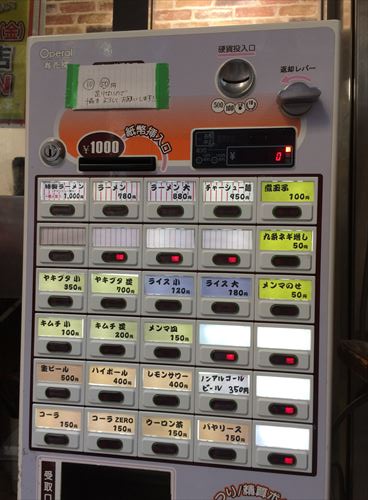 Operal
硬貨投入口
返却レバー
500 100 50 10
10 50円
¥1000
紙幣挿入口
¥ 0
特製ラーメン 1,000円
ラーメン 780円
ラーメン 大 880円
チャーシュー麺 950円
煮玉子 100円
九条ネギ増し 50円
ヤキブタ 小 350円
ヤキブタ 皿 700円
ライス 小 120円
ライス 大 180円
メンマのせ 50円
キムチ 小 100円
キムチ 皿 200円
メンマ皿 150円
生ビール 500円
ハイボール 400円
レモンサワー 400円
ノンアルコール
ビール 350円
コーラ 150円
コーラ ZERO 150円
ウーロン茶 150円
バヤリース 150円
受取口